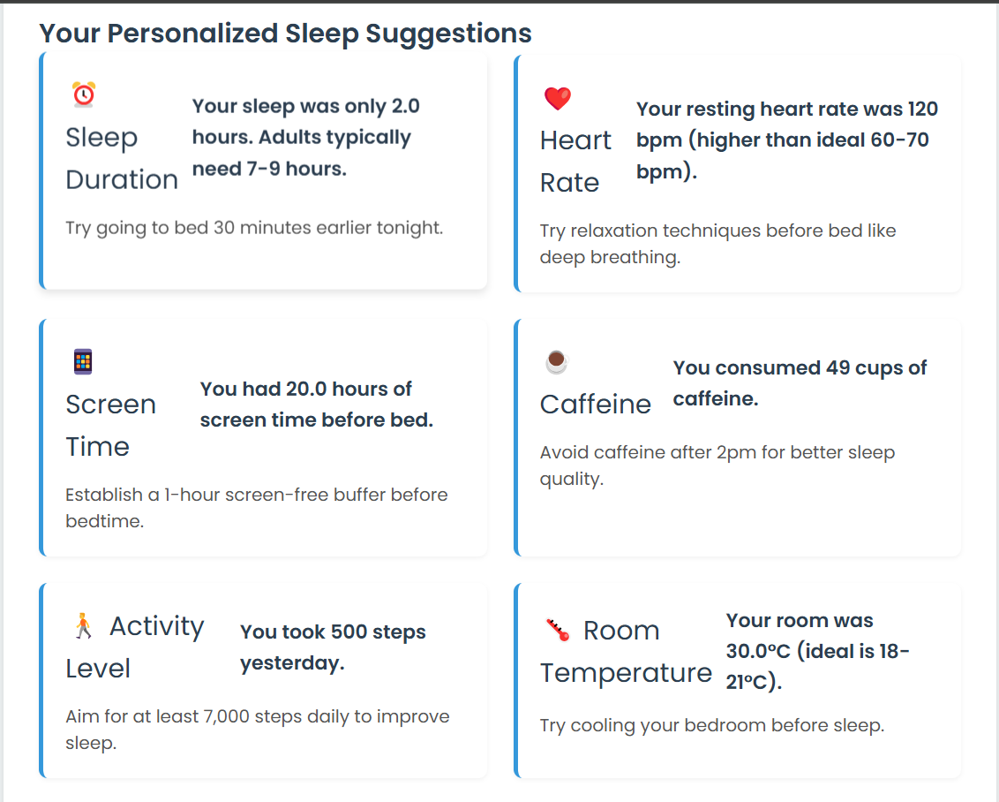 Your Personalized Sleep Suggestions
Sleep
Duration
Your sleep was only 2.0
hours. Adults typically
need 7-9 hours.
Try going to bed 30 minutes earlier tonight.
Heart
Rate
Your resting heart rate was 120
bpm (higher than ideal 60-70
bpm).
Try relaxation techniques before bed like
deep breathing.
Screen
Time
You had 20.0 hours of
screen time before bed.
Establish a 1-hour screen-free buffer before
bedtime.
Caffeine
You consumed 49 cups of
caffeine.
Avoid caffeine after 2pm for better sleep
quality.
Activity
Level
You took 500 steps
yesterday.
Aim for at least 7,000 steps daily to improve
sleep.
Room
Temperature
Your room was
30.0°C (ideal is 18-
21°C).
Try cooling your bedroom before sleep.